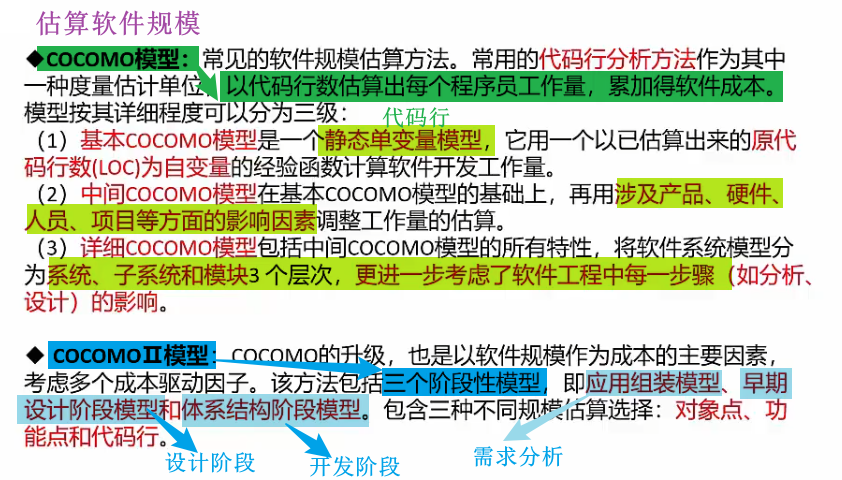 估算软件规模
◆COCOMO模型：常见的软件规模估算方法。常用的代码行分析方法作为其中
一种度量估计单位，以代码行数估算出每个程序员工作量，累加得软件成本。
模型按其详细程度可以分为三级：
代码行
（1）基本COCOMO模型是一个静态单变量模型，它用一个以已估算出来的原代
码行数(LOC)为自变量的经验函数计算软件开发工作量。
（2）中间COCOMO模型在基本COCOMO模型的基础上，再用涉及产品、硬件、
人员、项目等方面的影响因素调整工作量的估算。
（3）详细COCOMO模型包括中间COCOMO模型的所有特性，将软件系统模型分
为系统、子系统和模块3 个层次，更进一步考虑了软件工程中每一步骤（如分析、
设计）的影响。
◆ COCOMOⅡ模型：COCOMO的升级，也是以软件规模作为成本的主要因素，
考虑多个成本驱动因子。该方法包括三个阶段性模型，即应用组装模型、早期
设计阶段模型和体系结构阶段模型。包含三种不同规模估算选择：对象点、功
能点和代码行。
设计阶段
开发阶段
需求分析